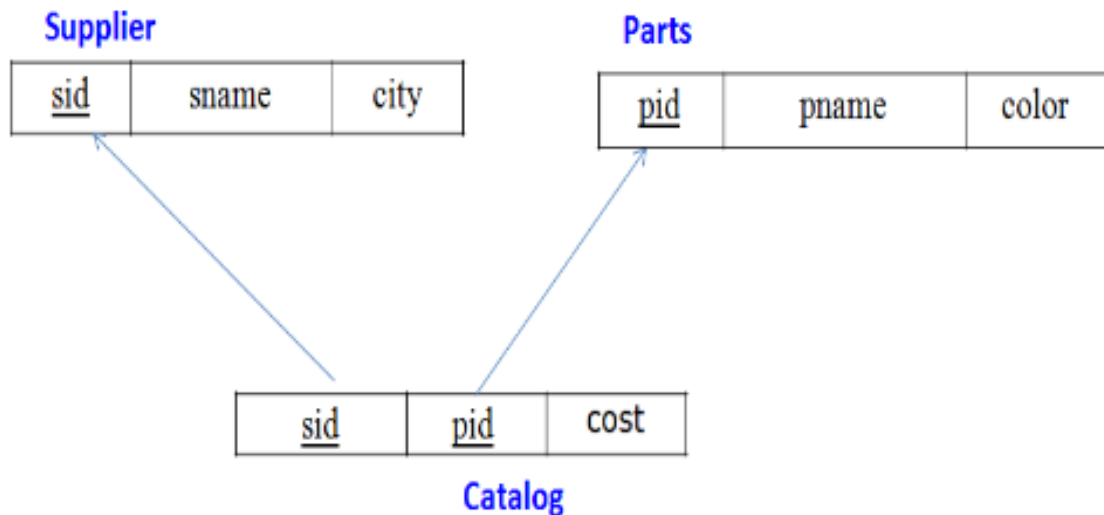 Supplier
Parts
sid sname city
pid pname color
sid pid cost
Catalog